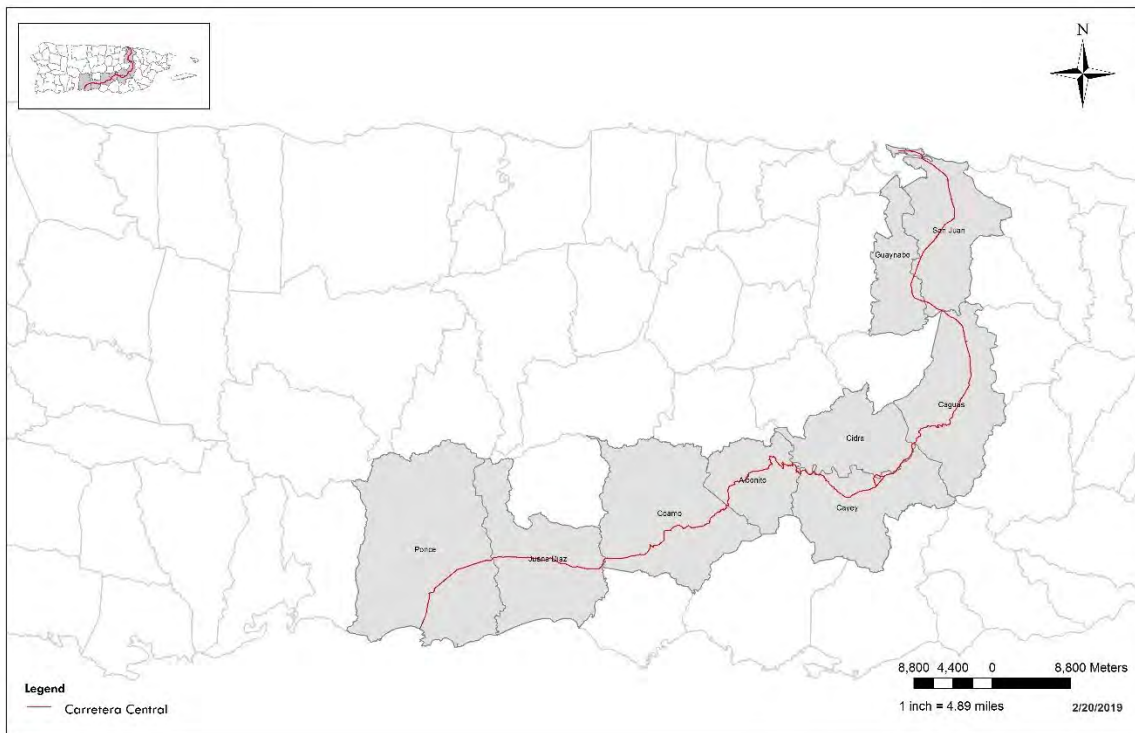 N
San Juan
Guaynabo
Caguas
Cidra
Aibonito
Cayey
Coamo
Ponce
Juana Diaz
8,800 4,400 0 8,800 Meters
1 inch = 4.89 miles
2/20/2019
Legend
Carretera Central